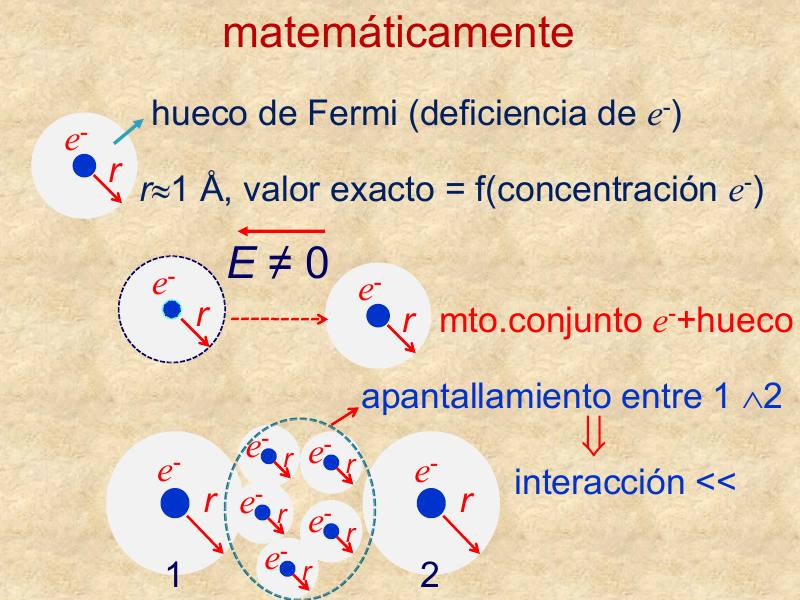 matemáticamente
hueco de Fermi (deficiencia de e-)
e-
r
r≈1 Å, valor exacto = f(concentración e-)
E ≠ 0
e-
r
e-
r
mto.conjunto e-+hueco
apantallamiento entre 1 ∧2
⇓
interacción <<
e-
r
1
e-
r
e-
r
e-
r
e-
r
e-
r
e-
r
2